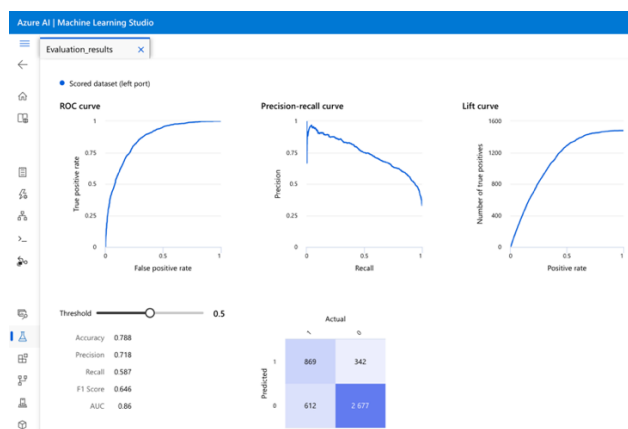 Azure AI | Machine Learning Studio
Evaluation_results
Scored dataset (left port)
ROC curve
1
0.75
0.5
0.25
0
0
0.5
1
True positive rate
False positive rate
Precision-recall curve
1
0.75
0.5
0.25
0
0
0.5
1
Precision
Recall
Lift curve
1600
1200
800
400
0
0
0.5
1
Number of true positives
Positive rate
Threshold
0.5
Accuracy 0.788
Precision 0.718
Recall 0.587
F1 Score 0.646
AUC 0.86
Actual
1 0
Predicted
1 869 342
0 612 2 677